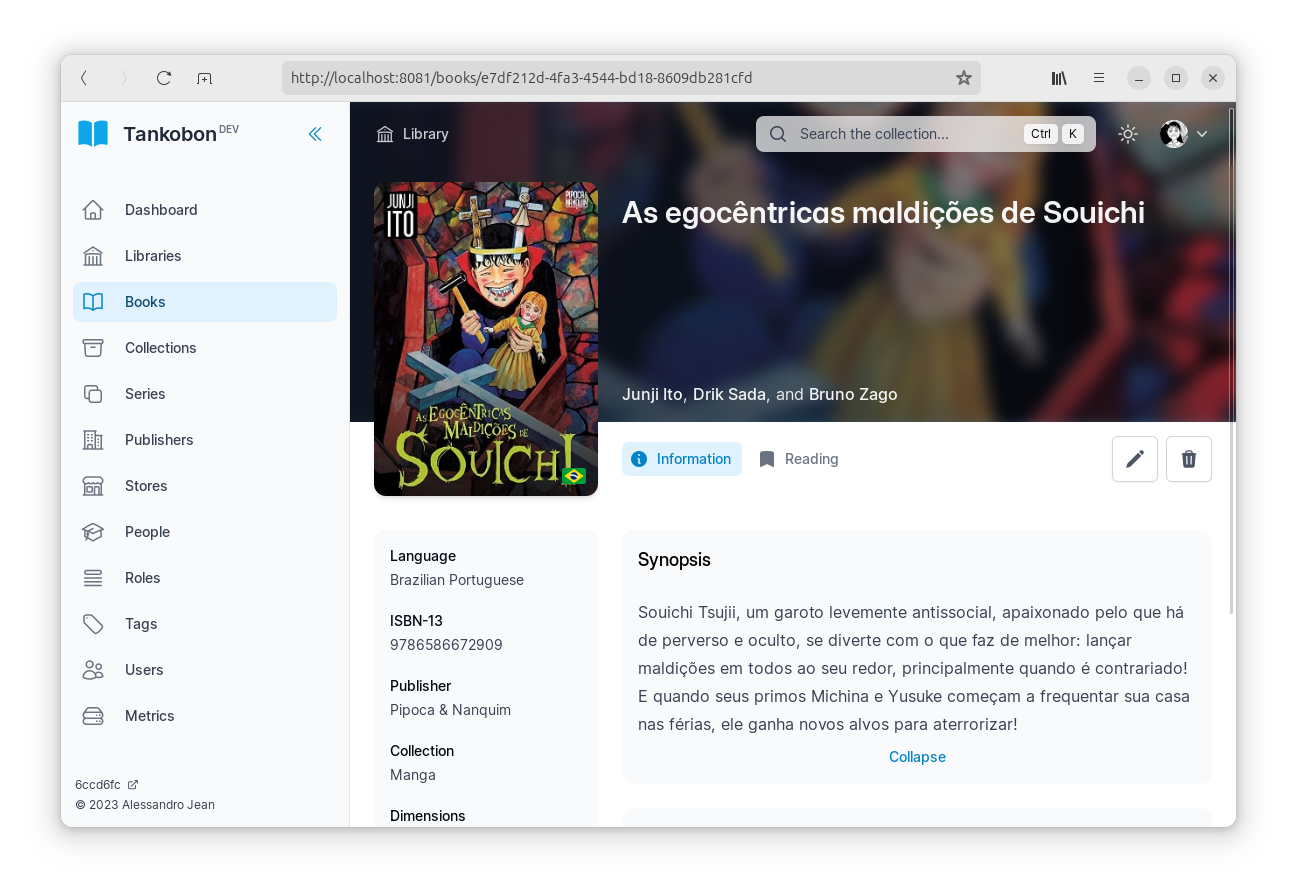 http://localhost:8081/books/e7df212d-4fa3-4544-bd18-8609db281cfd
Tankobon DEV
Dashboard
Libraries
Books
Collections
Series
Publishers
Stores
People
Roles
Tags
Users
Metrics
6ccd6fc
© 2023 Alessandro Jean
Library
Search the collection...
Ctrl
K
JUNJI
ITO
PIPOCA &
NANQUIM
AS EGOCÊNTRICAS
MALDIÇÕES DE
SOUICHI
As egocêntricas maldições de Souichi
Junji Ito, Drik Sada, and Bruno Zago
Information
Reading
Language
Brazilian Portuguese
ISBN-13
9786586672909
Publisher
Pipoca & Nanquim
Collection
Manga
Dimensions
Synopsis
Souichi Tsujii, um garoto levemente antissocial, apaixonado pelo que há
de perverso e oculto, se diverte com o que faz de melhor: lançar
maldições em todos ao seu redor, principalmente quando é contrariado!
E quando seus primos Michina e Yusuke começam a frequentar sua casa
nas férias, ele ganha novos alvos para aterrorizar!
Collapse